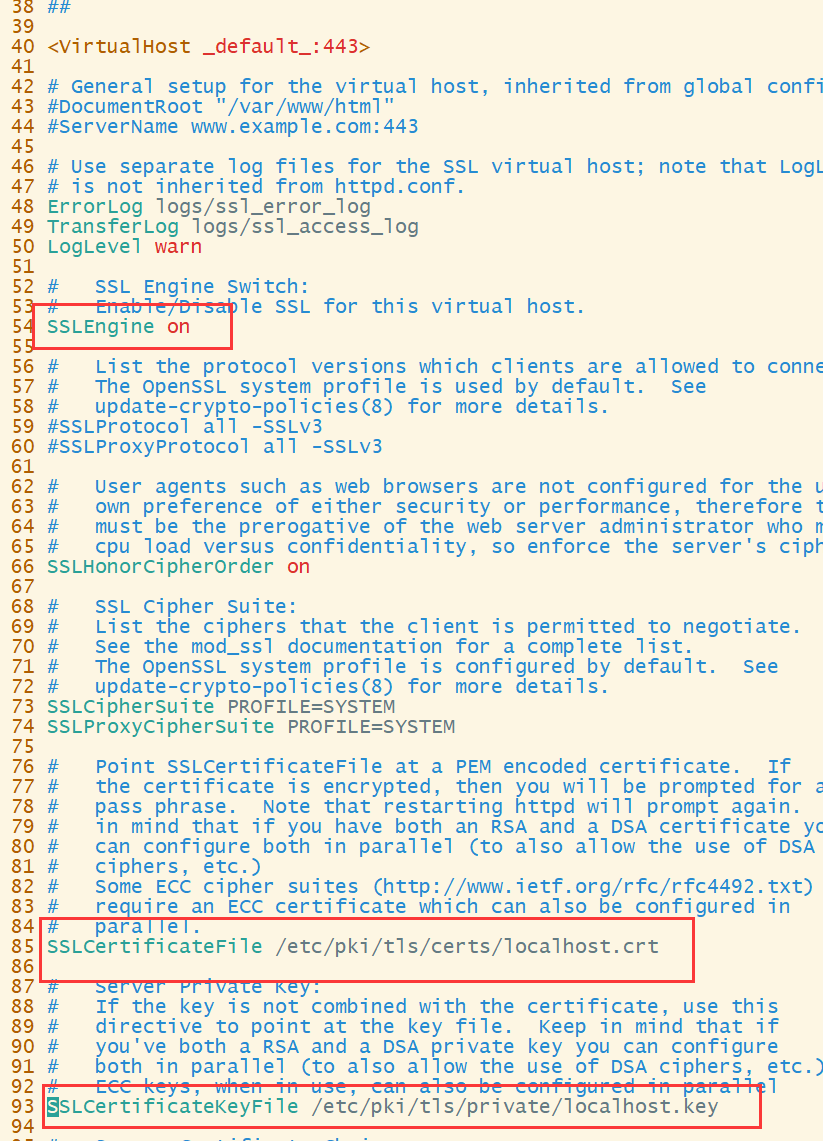 38 ##
39
40 <VirtualHost _default_:443>
41
42 # General setup for the virtual host, inherited from global confi
43 #DocumentRoot "/var/www/html"
44 #ServerName www.example.com:443
45
46 # Use separate log files for the SSL virtual host; note that LogL
47 # is not inherited from httpd.conf.
48 ErrorLog logs/ssl_error_log
49 TransferLog logs/ssl_access_log
50 LogLevel warn
51
52 #   SSL Engine Switch:
53 #   Enable/Disable SSL for this virtual host.
54 SSLEngine on
55
56 #   List the protocol versions which clients are allowed to conne
57 #   The OpenSSL system profile is used by default.  See
58 #   update-crypto-policies(8) for more details.
59 #SSLProtocol all -SSLv3
60 #SSLProxyProtocol all -SSLv3
61
62 #   User agents such as web browsers are not configured for the u
63 #   own preference of either security or performance, therefore t
64 #   must be the prerogative of the web server administrator who m
65 #   cpu load versus confidentiality, so enforce the server's ciph
66 SSLHonorCipherOrder on
67
68 #   SSL Cipher Suite:
69 #   List the ciphers that the client is permitted to negotiate.
70 #   See the mod_ssl documentation for a complete list.
71 #   The OpenSSL system profile is configured by default.  See
72 #   update-crypto-policies(8) for more details.
73 SSLCipherSuite PROFILE=SYSTEM
74 SSLProxyCipherSuite PROFILE=SYSTEM
75
76 #   Point SSLCertificateFile at a PEM encoded certificate.  If
77 #   the certificate is encrypted, then you will be prompted for a
78 #   pass phrase.  Note that restarting httpd will prompt again.
79 #   in mind that if you have both an RSA and a DSA certificate yo
80 #   can configure both in parallel (to also allow the use of DSA
81 #   ciphers, etc.)
82 #   Some ECC cipher suites (http://www.ietf.org/rfc/rfc4492.txt)
83 #   require an ECC certificate which can also be configured in
84 #   parallel.
85 SSLCertificateFile /etc/pki/tls/certs/localhost.crt
86
87 #   Server Private Key:
88 #   If the key is not combined with the certificate, use this
89 #   directive to point at the key file.  Keep in mind that if
90 #   you've both a RSA and a DSA private key you can configure
91 #   both in parallel (to also allow the use of DSA ciphers, etc.)
92 #   ECC keys, when in use, can also be configured in parallel
93 SSLCertificateKeyFile /etc/pki/tls/private/localhost.key
94